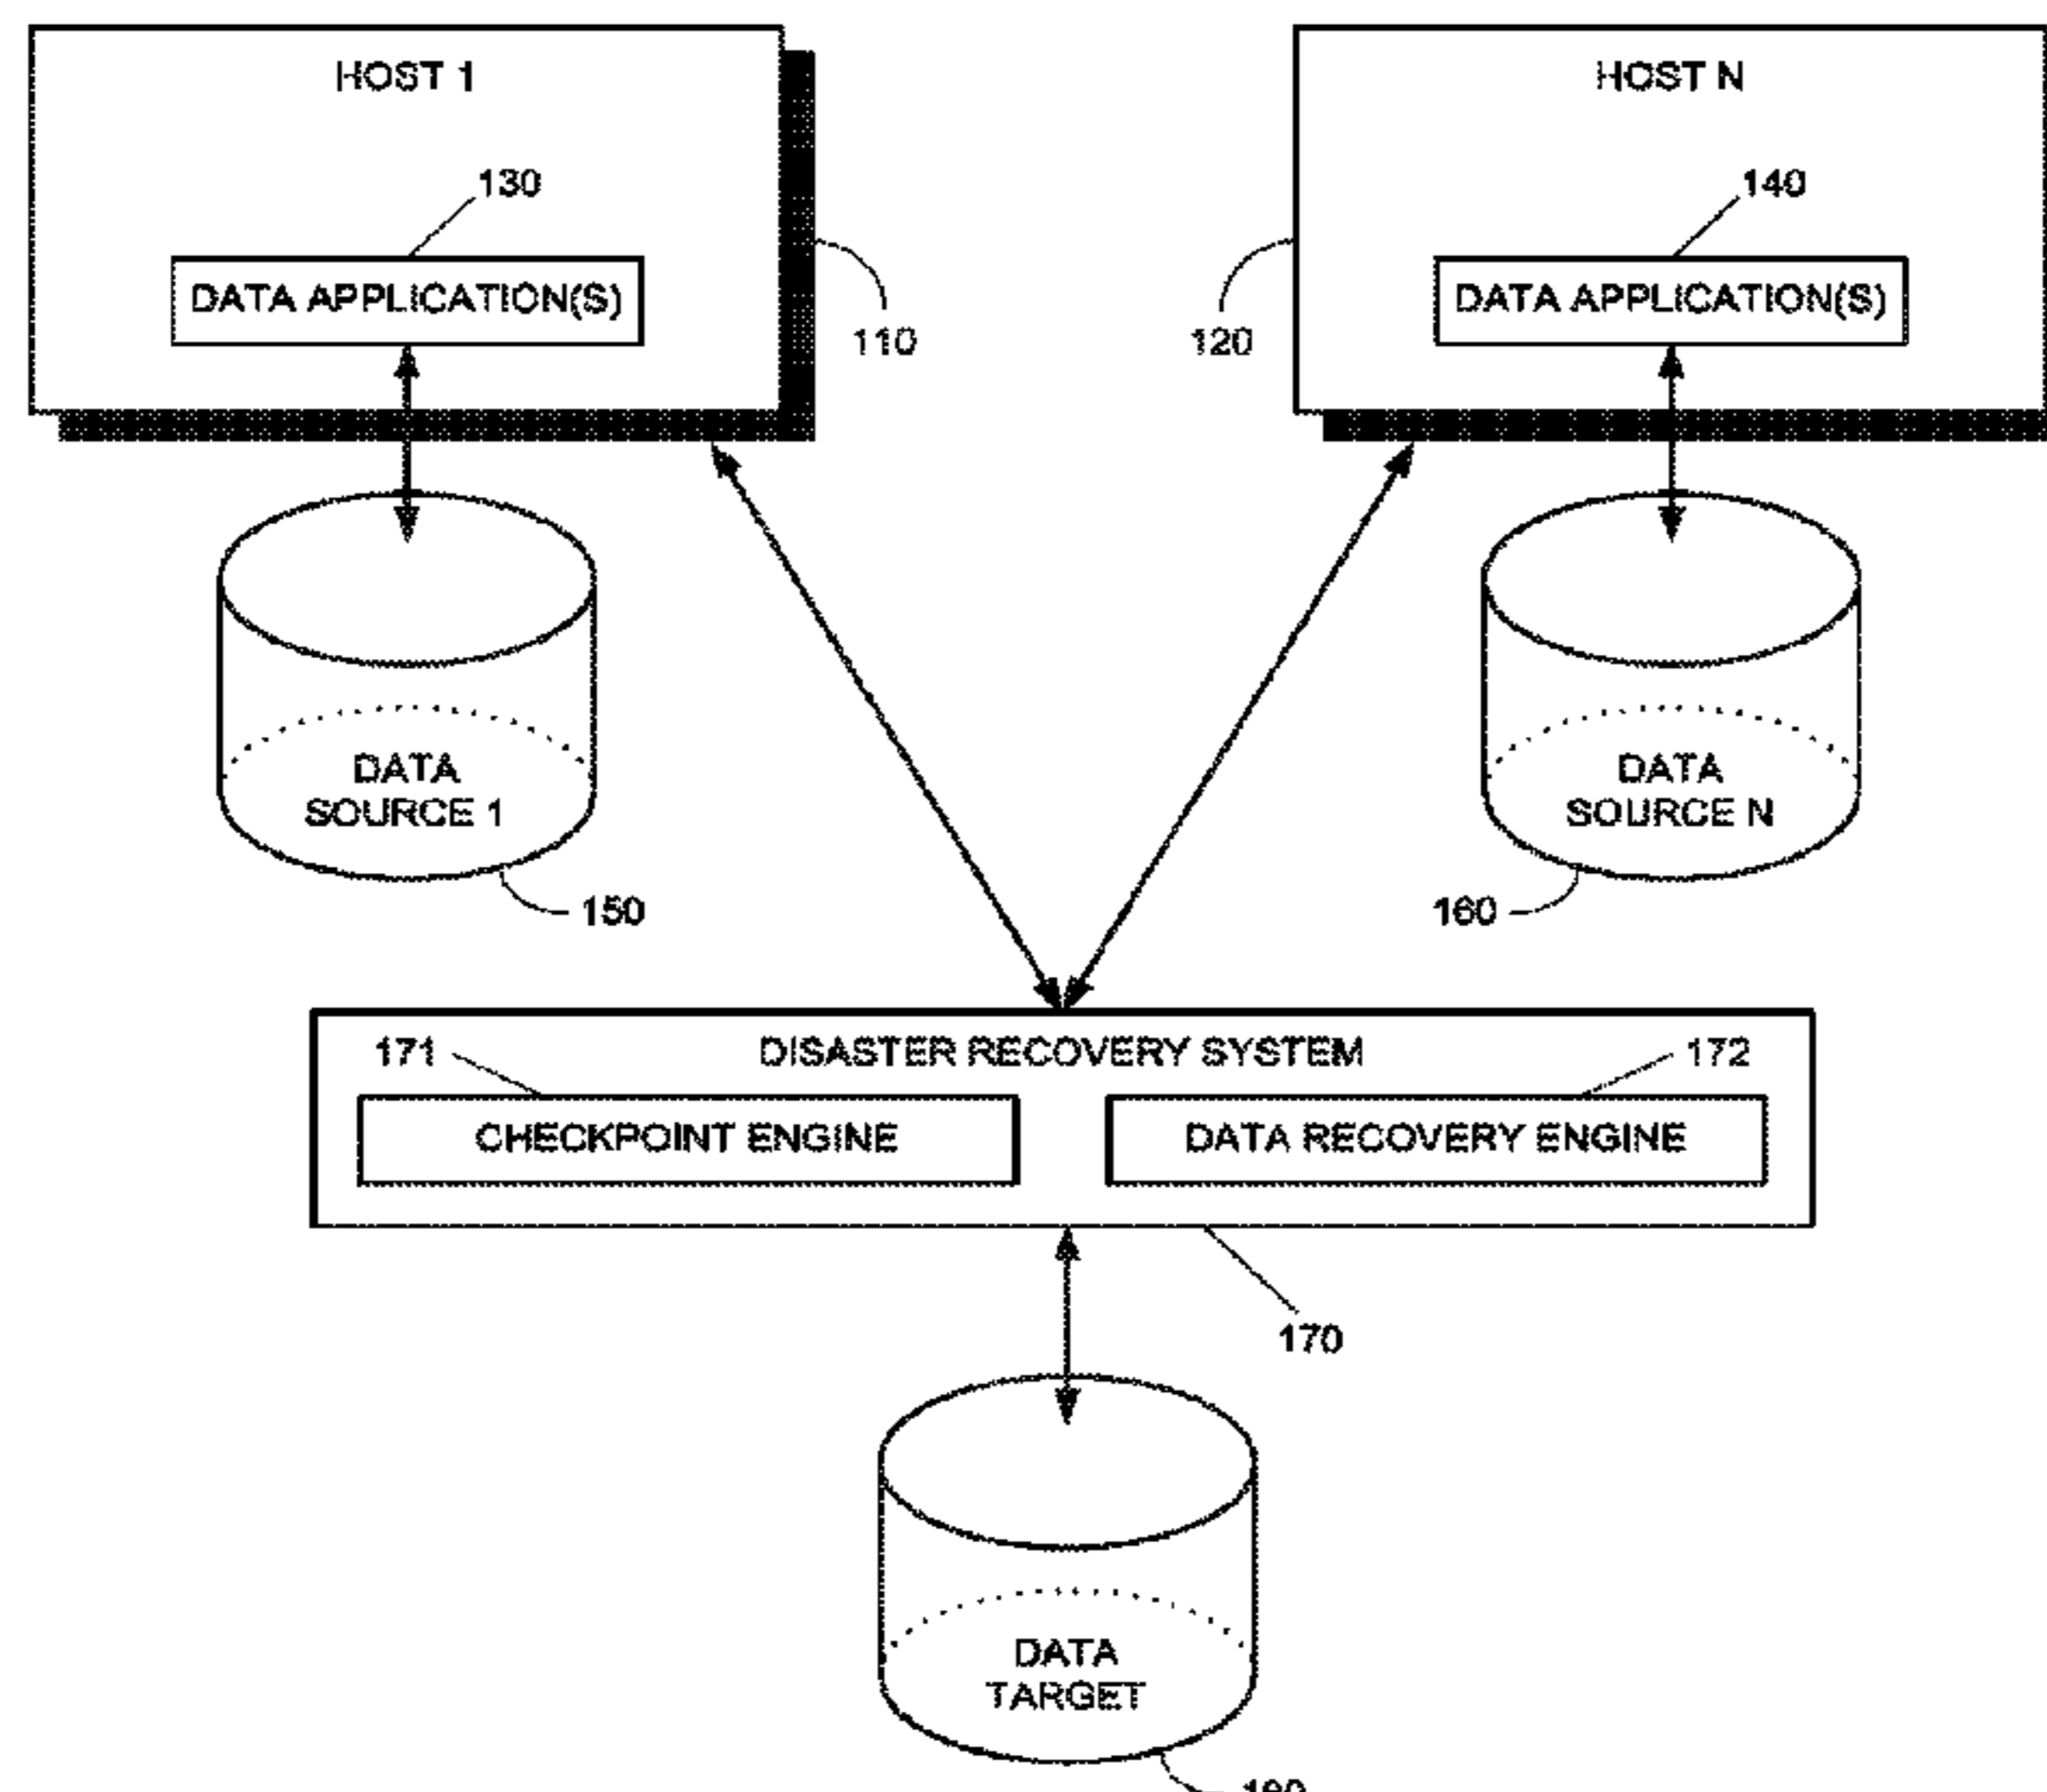 HOST 1
HOST N
130
140
DATA APPLICATION(S)
DATA APPLICATION(S)
110
120
DATA
SOURCE 1
DATA
SOURCE N
150
160
DISASTER RECOVERY SYSTEM
171
172
CHECKPOINT ENGINE
DATA RECOVERY ENGINE
170
DATA
TARGET